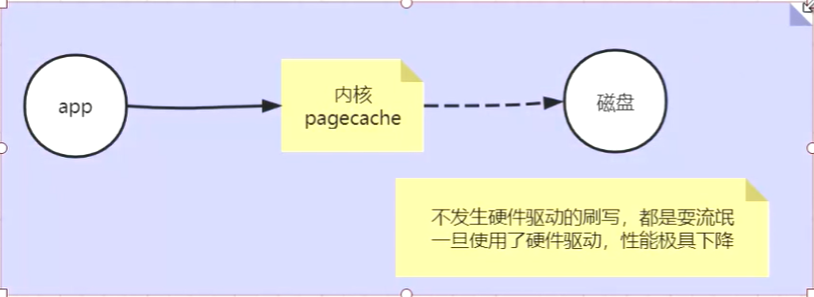 app
内核
pagecache
磁盘
不发生硬件驱动的刷写，都是耍流氓
一旦使用了硬件驱动，性能极具下降